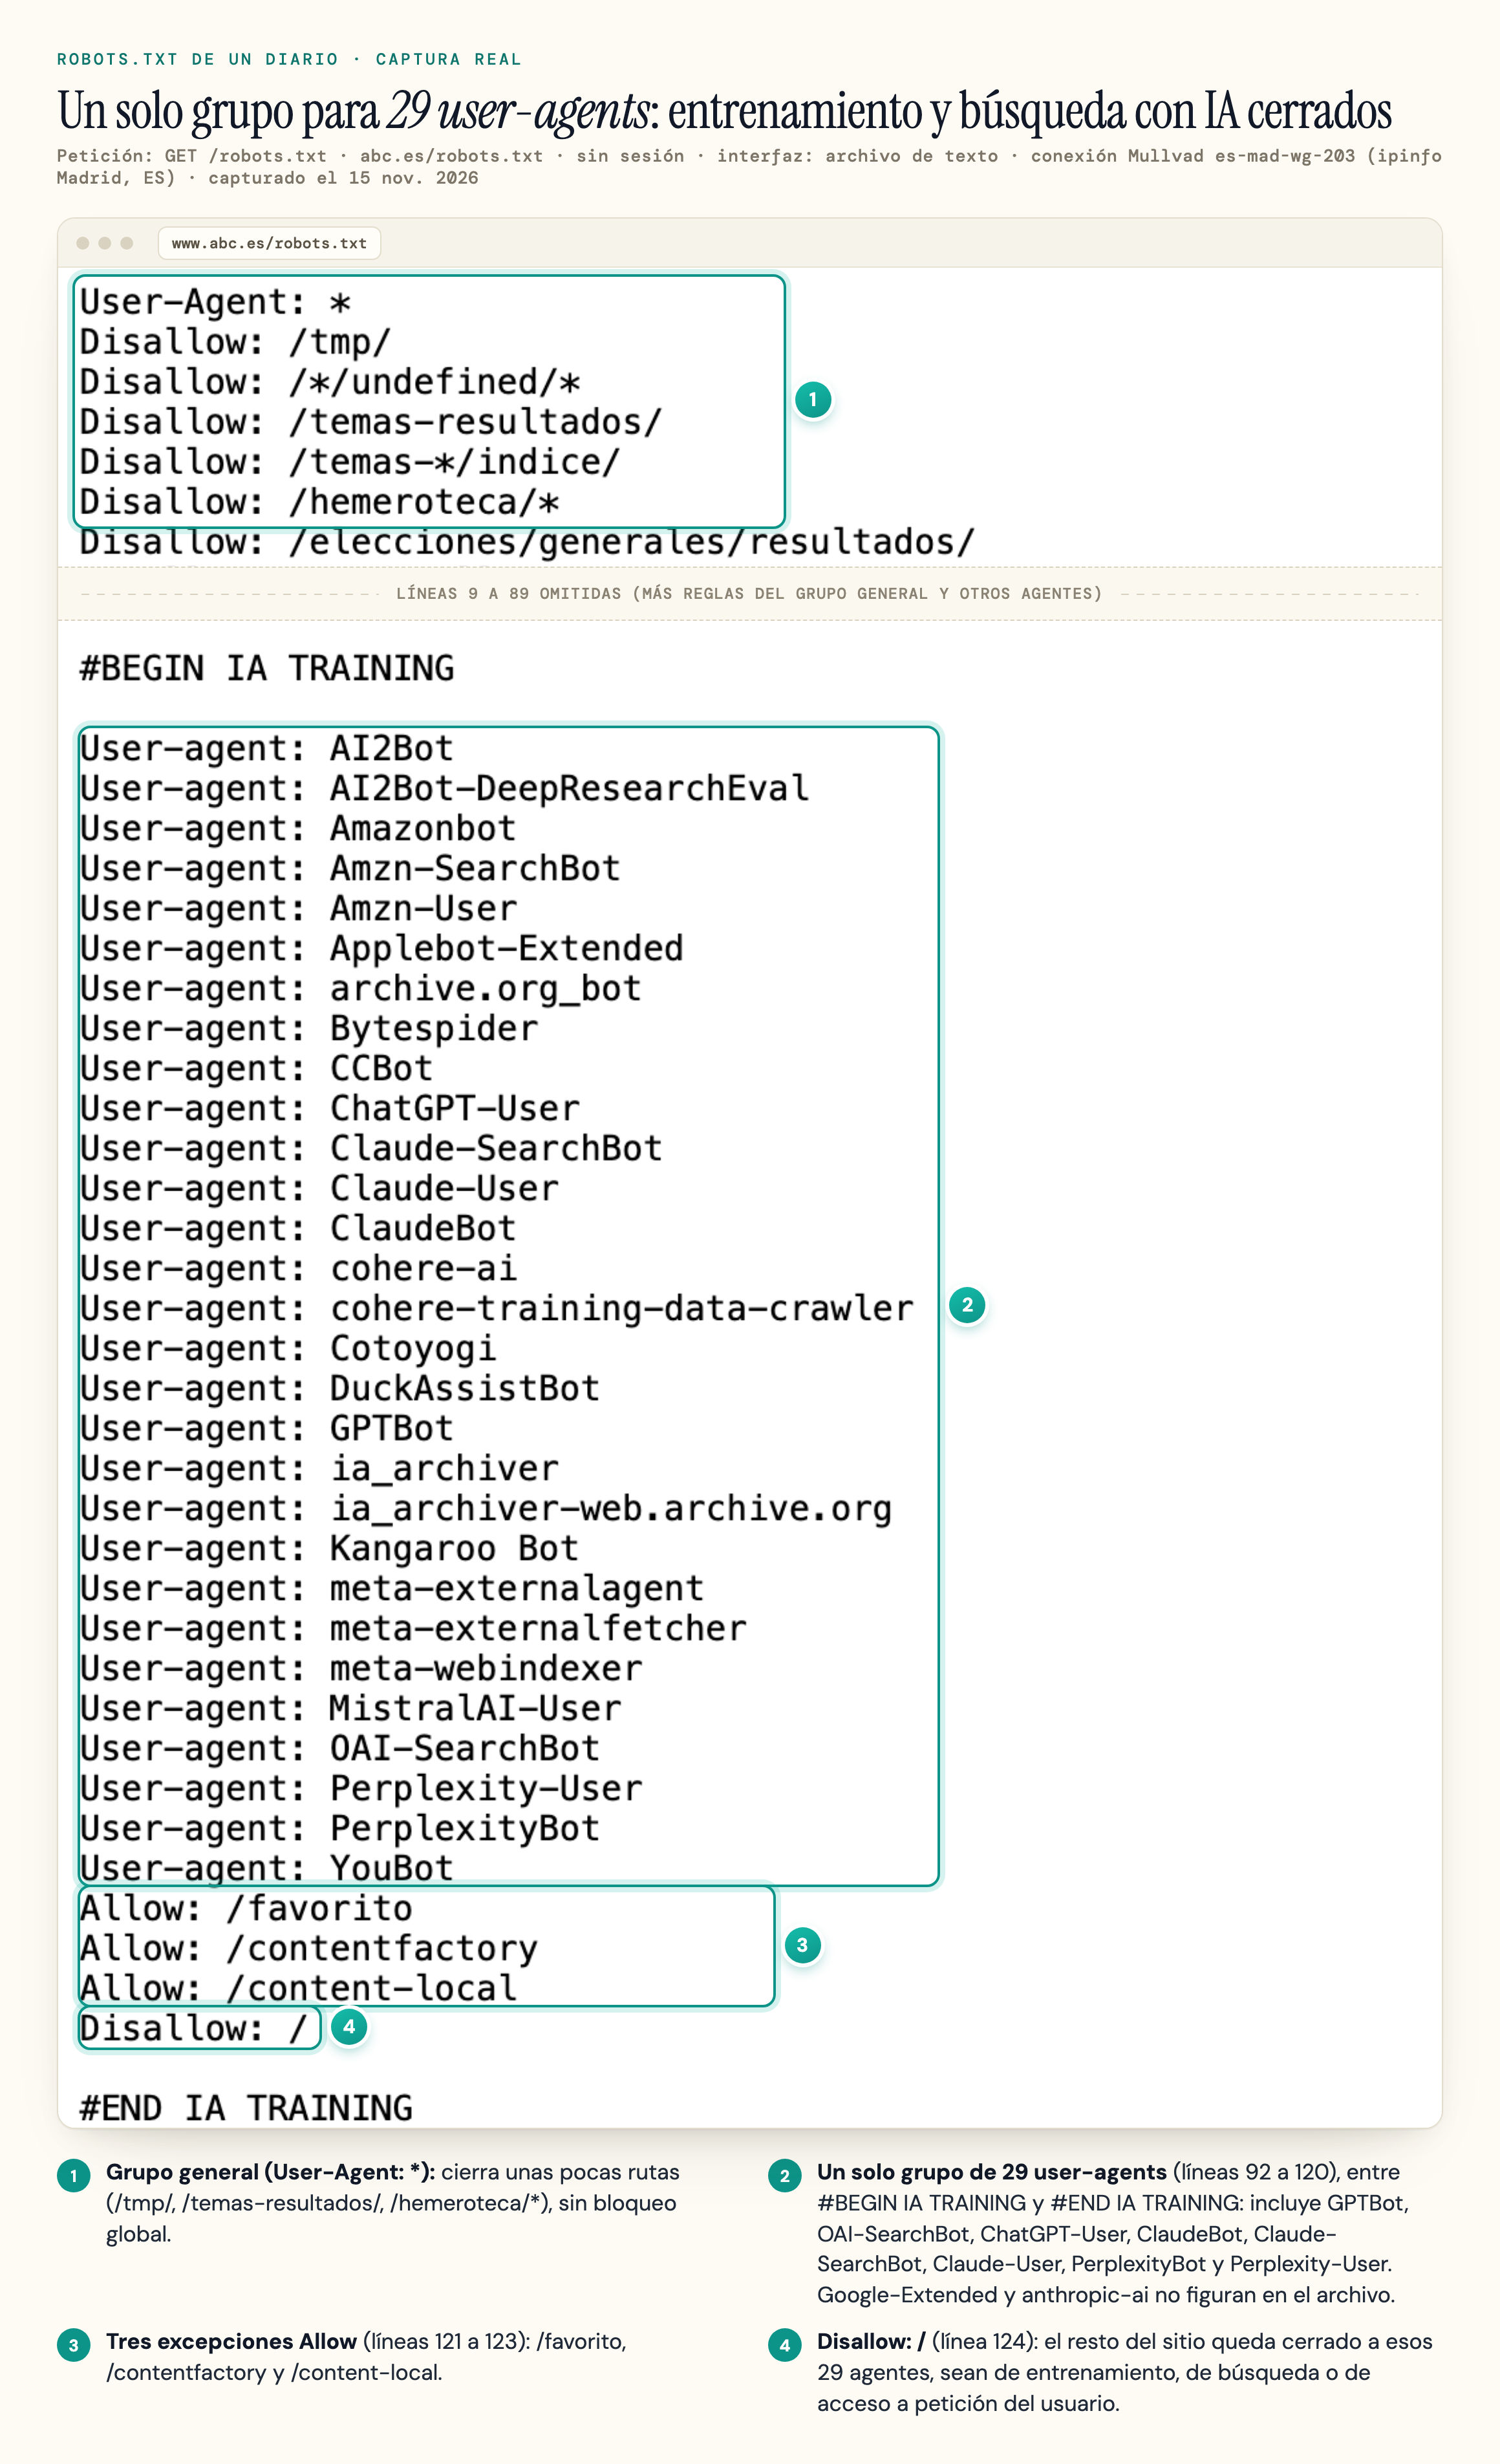 ROBOTS.TXT DE UN DIARIO · CAPTURA REAL
Un solo grupo para 29 user-agents: entrenamiento y búsqueda con IA cerrados
Petición: GET /robots.txt · abc.es/robots.txt · sin sesión · interfaz: archivo de texto · conexión Mullvad es-mad-wg-203 (ipinfo
Madrid, ES) · capturado el 15 nov. 2026
www.abc.es/robots.txt
User-Agent: *
Disallow: /tmp/
Disallow: /*/undefined/*
Disallow: /temas-resultados/
Disallow: /temas-*/indice/
Disallow: /hemeroteca/*
1
Disallow: /elecciones/generales/resultados/
LÍNEAS 9 A 89 OMITIDAS (MÁS REGLAS DEL GRUPO GENERAL Y OTROS AGENTES)
#BEGIN IA TRAINING
User-agent: AI2Bot
User-agent: AI2Bot-DeepResearchEval
User-agent: Amazonbot
User-agent: Amzn-SearchBot
User-agent: Amzn-User
User-agent: Applebot-Extended
User-agent: archive.org_bot
User-agent: Bytespider
User-agent: CCBot
User-agent: ChatGPT-User
User-agent: Claude-SearchBot
User-agent: Claude-User
User-agent: ClaudeBot
User-agent: cohere-ai
User-agent: cohere-training-data-crawler
User-agent: Cotoyogi
User-agent: DuckAssistBot
User-agent: GPTBot
User-agent: ia_archiver
User-agent: ia_archiver-web.archive.org
User-agent: Kangaroo Bot
User-agent: meta-externalagent
User-agent: meta-externalfetcher
User-agent: meta-webindexer
User-agent: MistralAI-User
User-agent: OAI-SearchBot
User-agent: Perplexity-User
User-agent: PerplexityBot
User-agent: YouBot
2
Allow: /favorito
Allow: /contentfactory
Allow: /content-local
3
Disallow: /
4
#END IA TRAINING
1 Grupo general (User-Agent: *): cierra unas pocas rutas
(/tmp/, /temas-resultados/, /hemeroteca/*), sin bloqueo
global.
2 Un solo grupo de 29 user-agents (líneas 92 a 120), entre
#BEGIN IA TRAINING y #END IA TRAINING: incluye GPTBot,
OAI-SearchBot, ChatGPT-User, ClaudeBot, Claude-
SearchBot, Claude-User, PerplexityBot y Perplexity-User.
Google-Extended y anthropic-ai no figuran en el archivo.
3 Tres excepciones Allow (líneas 121 a 123): /favorito,
/contentfactory y /content-local.
4 Disallow: / (línea 124): el resto del sitio queda cerrado a esos
29 agentes, sean de entrenamiento, de búsqueda o de
acceso a petición del usuario.